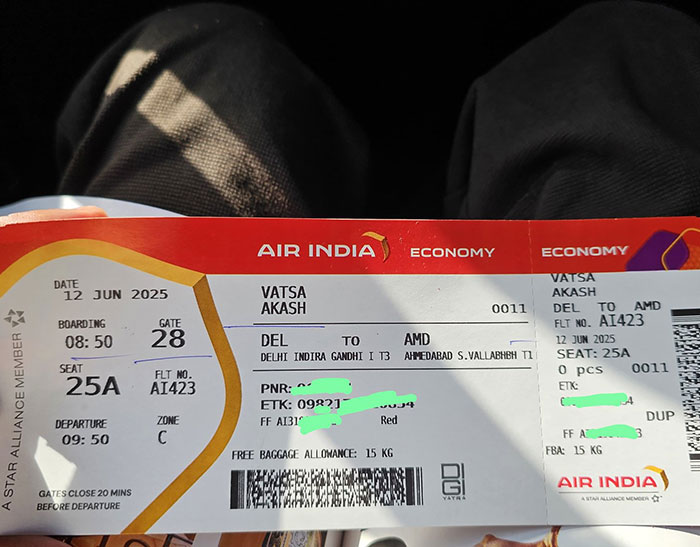 AIR INDIA ECONOMY
A STAR ALLIANCE MEMBER
DATE
12 JUN 2025
BOARDING GATE
08:50 28
SEAT FLT NO.
25A AI423
DEPARTURE ZONE
09:50 C
GATES CLOSE 20 MINS
BEFORE DEPARTURE
VATSA
AKASH 0011
DEL TO AMD
DELHI INDIRA GANDHI I T3 AHMEDABAD S.VALLABHBH T1
PNR:
ETK:
FF Red
FREE BAGGAGE ALLOWANCE: 15 KG
DIGI
YATRA
ECONOMY
VATSA
AKASH
DEL TO AMD
FLT NO. AI423
12 JUN 2025
SEAT: 25A
0 pcs 0011
ETK:
DUP
FF
FBA: 15 KG
AIR INDIA
A STAR ALLIANCE MEMBER